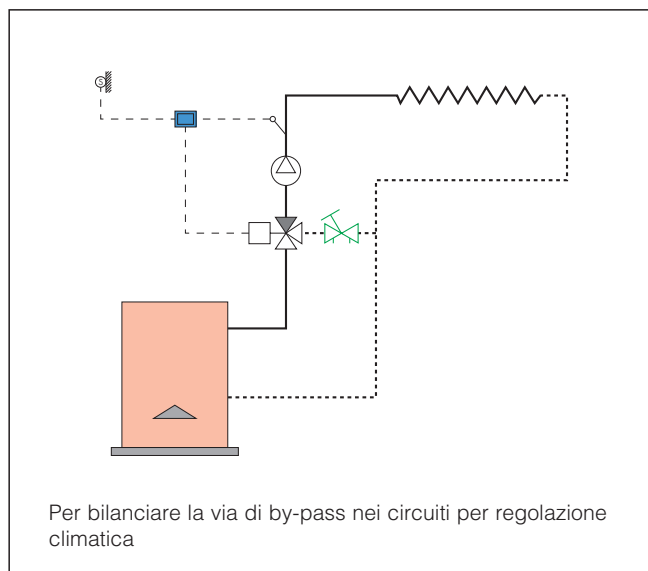 S
Per bilanciare la via di by-pass nei circuiti per regolazione
climatica